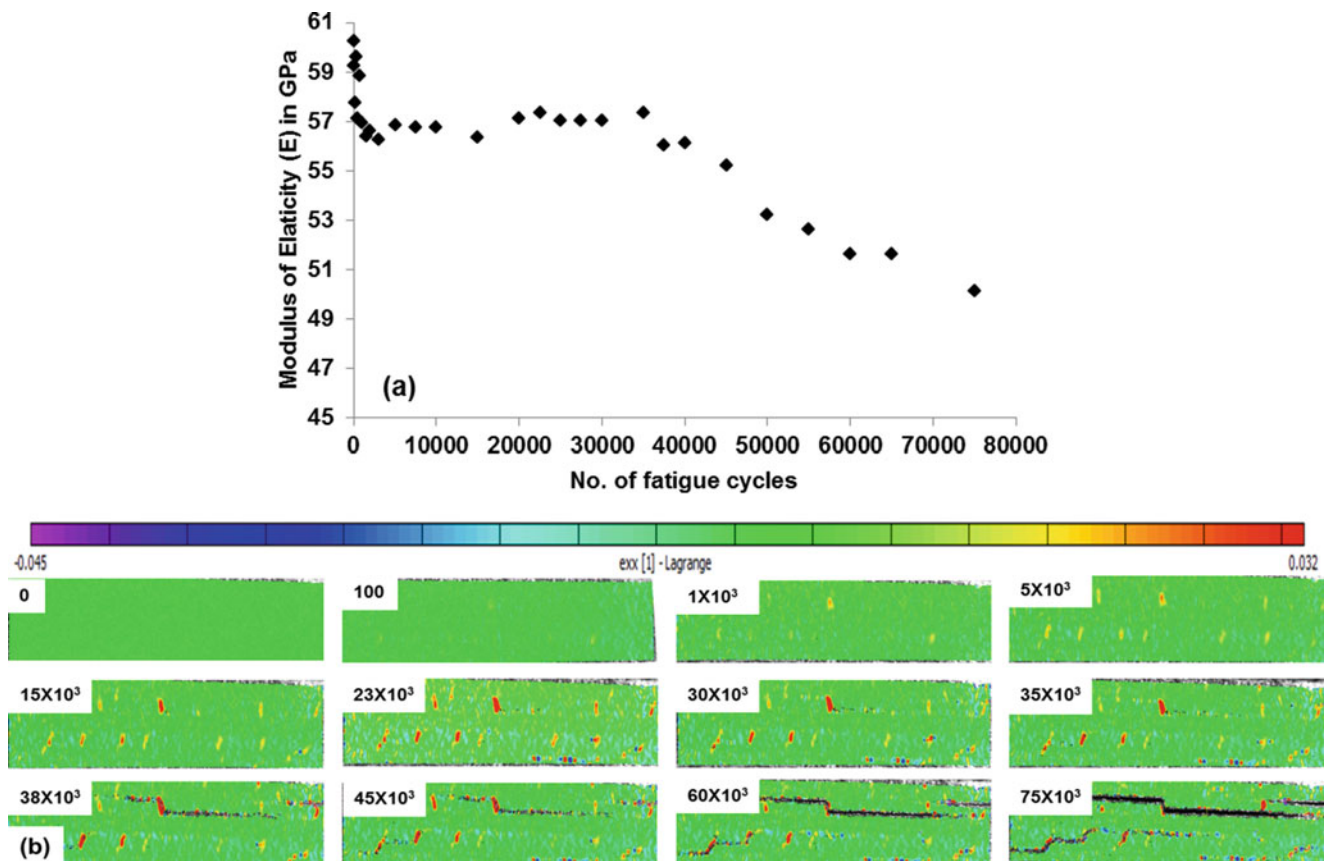 61
59
57
55
53
51
49
47
45
Modulus of Elaticity (E) in GPa
(a)
0 10000 20000 30000 40000 50000 60000 70000 80000
No. of fatigue cycles
-0.045 exx [1] - Lagrange 0.032
0 100 1X10³ 5X10³
15X10³ 23X10³ 30X10³ 35X10³
38X10³ 45X10³ 60X10³ 75X10³
(b)